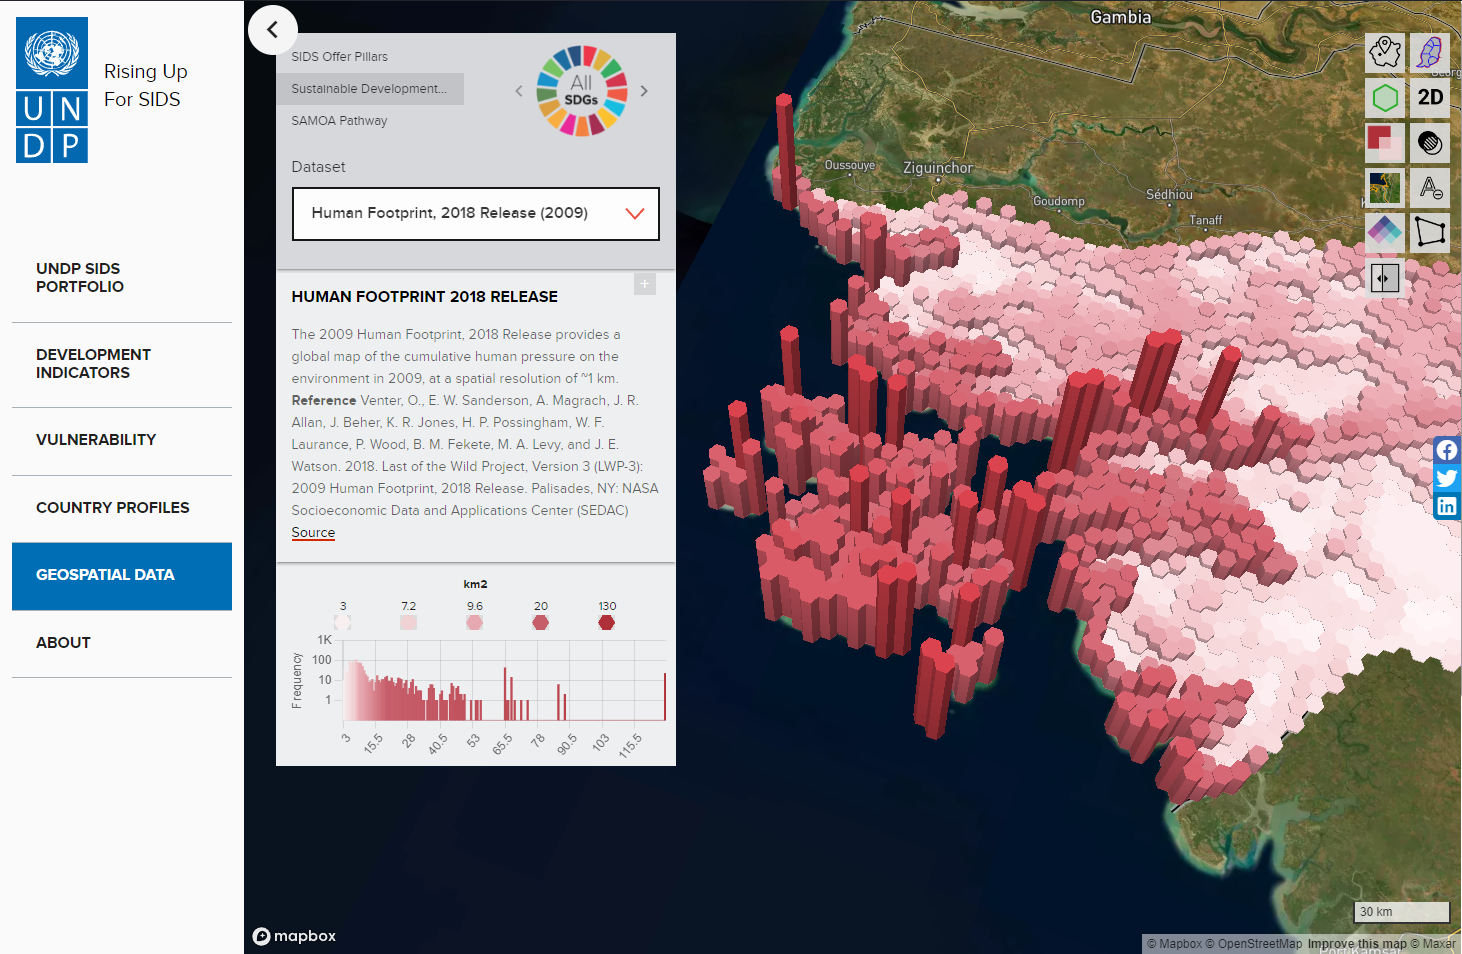 UN
DP
Rising Up
For SIDS
UNDP SIDS
PORTFOLIO
DEVELOPMENT
INDICATORS
VULNERABILITY
COUNTRY PROFILES
GEOSPATIAL DATA
ABOUT
SIDS Offer Pillars
Sustainable Development...
SAMOA Pathway
All
SDGs
Dataset
Human Footprint, 2018 Release (2009)
HUMAN FOOTPRINT 2018 RELEASE
+
The 2009 Human Footprint, 2018 Release provides a
global map of the cumulative human pressure on the
environment in 2009, at a spatial resolution of ~1 km.
Reference Venter, O., E. W. Sanderson, A. Magrach, J. R.
Allan, J. Beher, K. R. Jones, H. P. Possingham, W. F.
Laurance, P. Wood, B. M. Fekete, M. A. Levy, and J. E.
Watson. 2018. Last of the Wild Project, Version 3 (LWP-3):
2009 Human Footprint, 2018 Release. Palisades, NY: NASA
Socioeconomic Data and Applications Center (SEDAC)
Source
km2
3 7.2 9.6 20 130
Frequency
1K
100
10
1
3 15.5 28 40.5 53 65.5 78 90.5 103 115.5
Gambia
Oussouye
Ziguinchor
Goudomp
Sédhiou
Tanaff
2D
A
f
in
30 km
mapbox
© Mapbox © OpenStreetMap Improve this map © Maxar